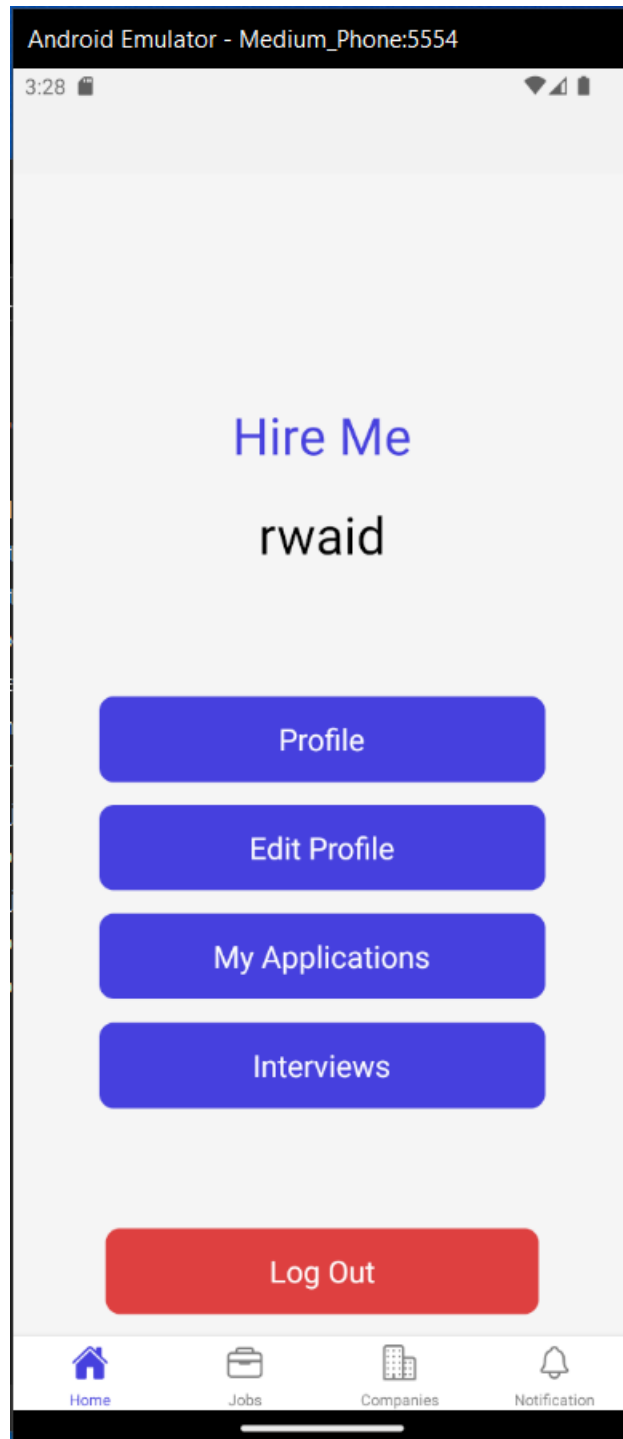 Android Emulator - Medium_Phone:5554
3:28
Hire Me
rwaid
Profile
Edit Profile
My Applications
Interviews
Log Out
Home Jobs Companies Notification